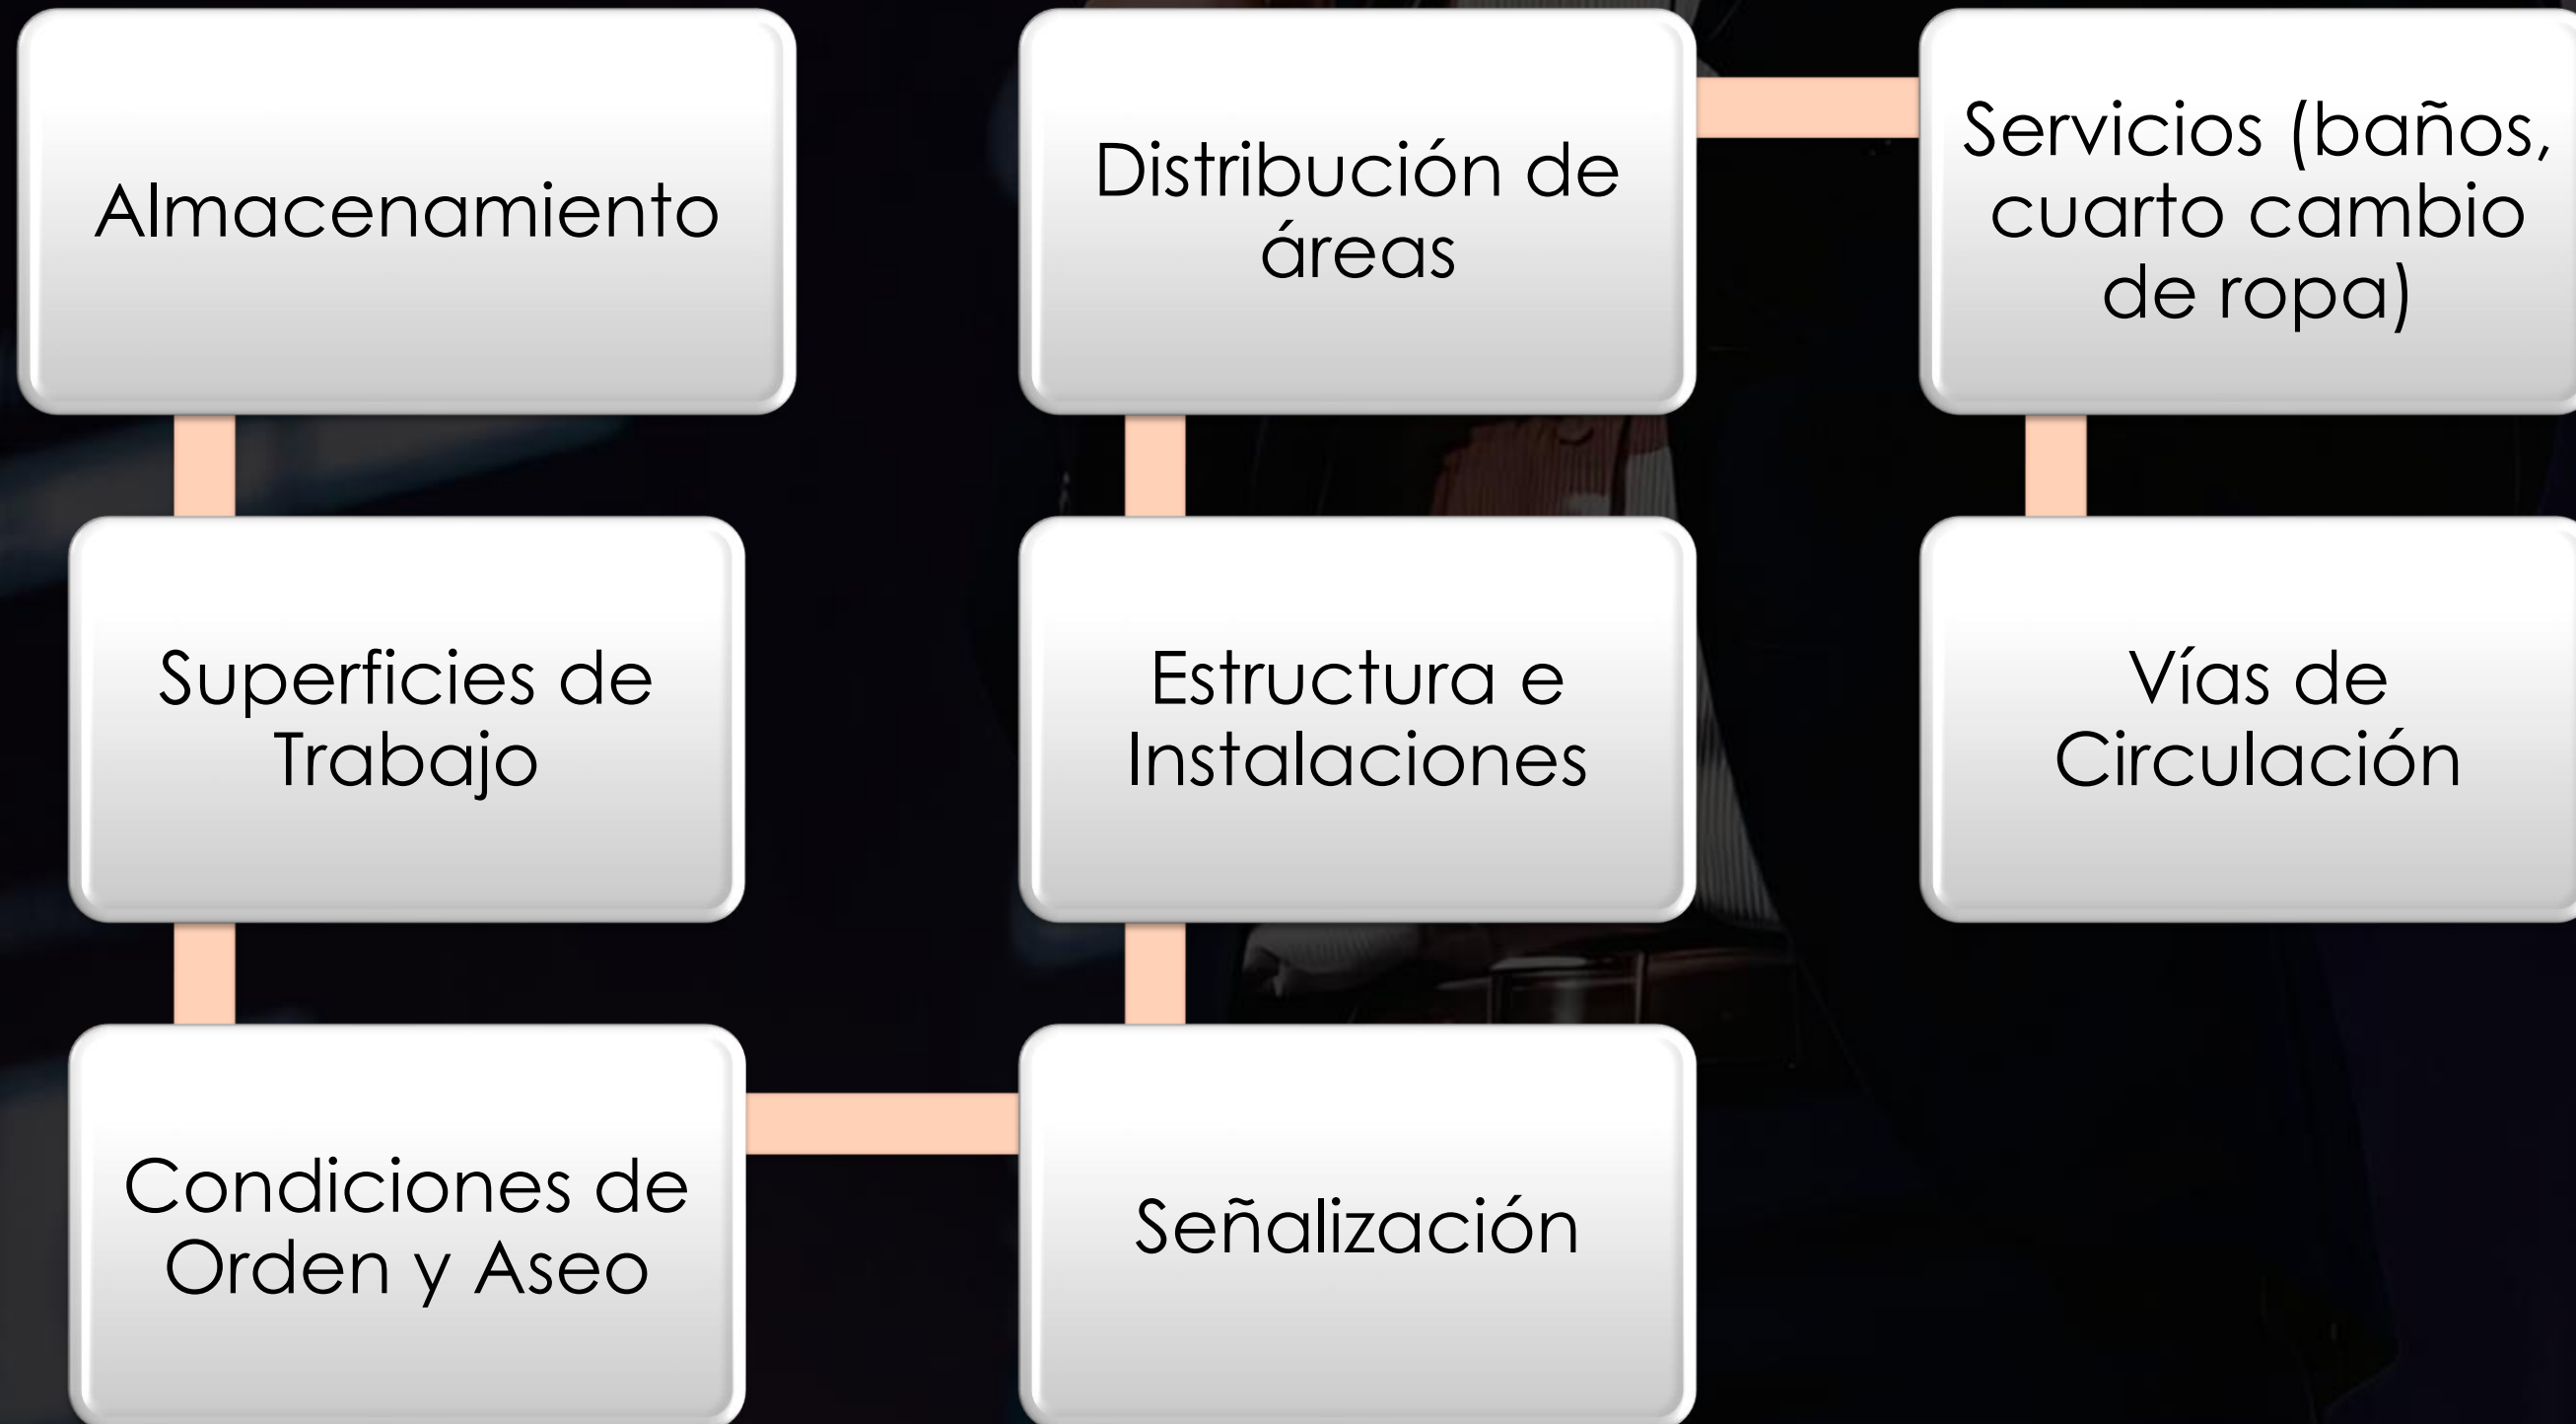 Almacenamiento
Superficies de
Trabajo
Condiciones de
Orden y Aseo
Señalización
Estructura e
Instalaciones
Distribución de
áreas
Servicios (baños,
cuarto cambio
de ropa)
Vías de
Circulación